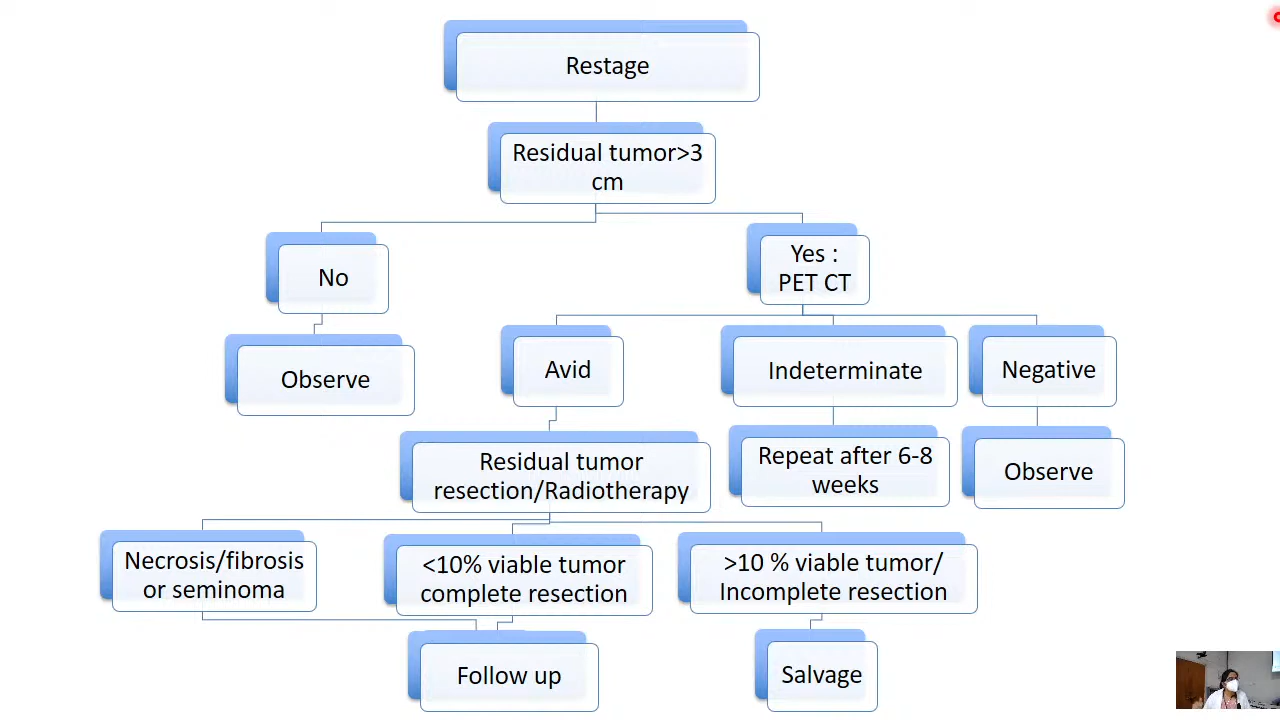 Restage
Residual tumor>3
cm
No
Yes :
PET CT
Observe
Avid
Indeterminate
Negative
Residual tumor
resection/Radiotherapy
Repeat after 6-8
weeks
Observe
Necrosis/fibrosis
or seminoma
<10% viable tumor
complete resection
>10 % viable tumor/
Incomplete resection
Follow up
Salvage